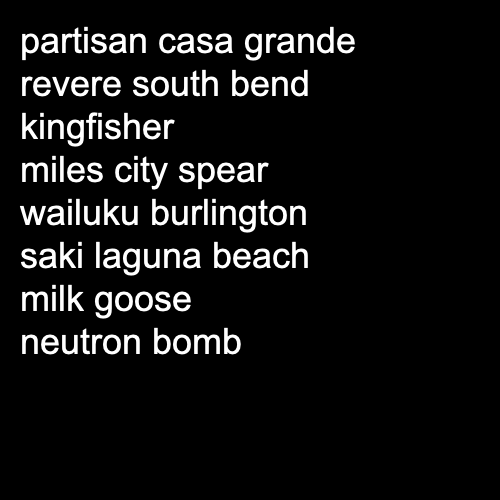 partisan casa grande
revere south bend
kingfisher
miles city spear
wailuku burlington
saki laguna beach
milk goose
neutron bomb